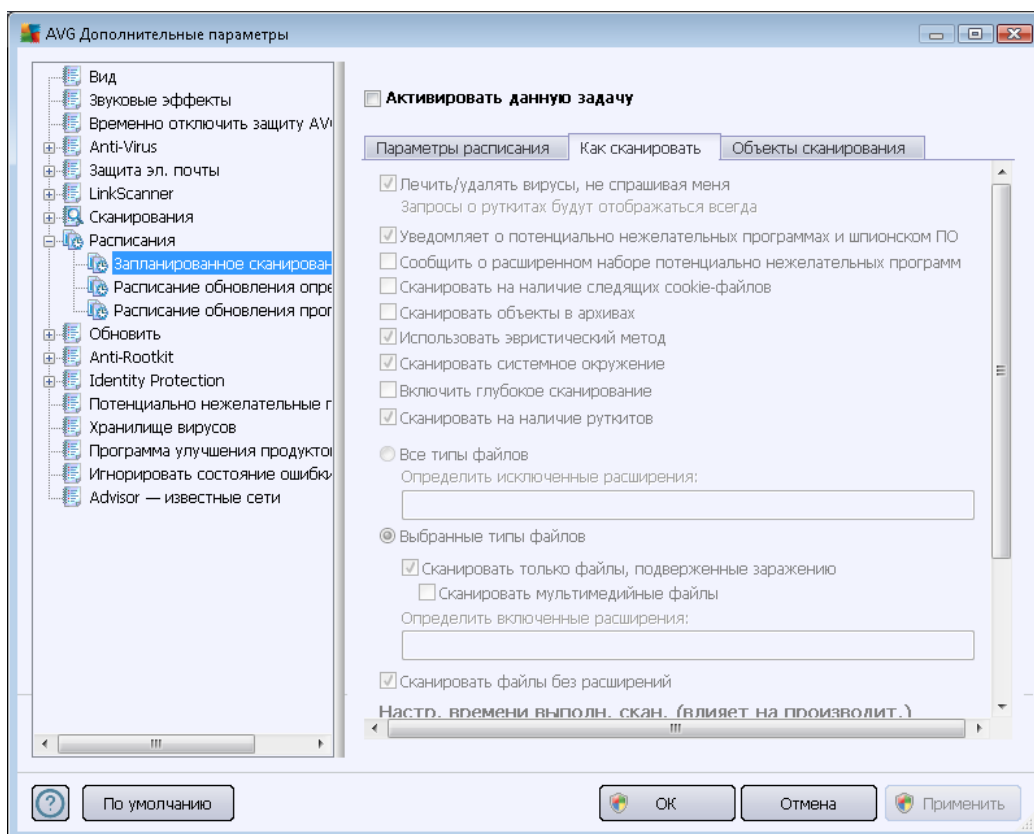 AVG Дополнительные параметры
Вид
Звуковые эффекты
Временно отключить защиту AV
Anti-Virus
Защита эл. почты
LinkScanner
Сканирования
Расписания
Запланированное сканирован
Расписание обновления опре
Расписание обновления прог
Обновить
Anti-Rootkit
Identity Protection
Потенциально нежелательные г
Хранилище вирусов
Программа улучшения продукто
Игнорировать состояние ошибки
Advisor — известные сети
Активировать данную задачу
Параметры расписания
Как сканировать
Объекты сканирования
Лечить/удалять вирусы, не спрашивая меня
Запросы о руткитах будут отображаться всегда
Уведомляет о потенциально нежелательных программах и шпионском ПО
Сообщить о расширенном наборе потенциально нежелательных программ
Сканировать на наличие следящих cookie-файлов
Сканировать объекты в архивах
Использовать эвристический метод
Сканировать системное окружение
Включить глубокое сканирование
Сканировать на наличие руткитов
Все типы файлов
Определить исключенные расширения:
Выбранные типы файлов
Сканировать только файлы, подверженные заражению
Сканировать мультимедийные файлы
Определить включенные расширения:
Сканировать файлы без расширений
Настр. времени выполн. скан. (влияет на производит.)
По умолчанию
ОК
Отмена
Применить